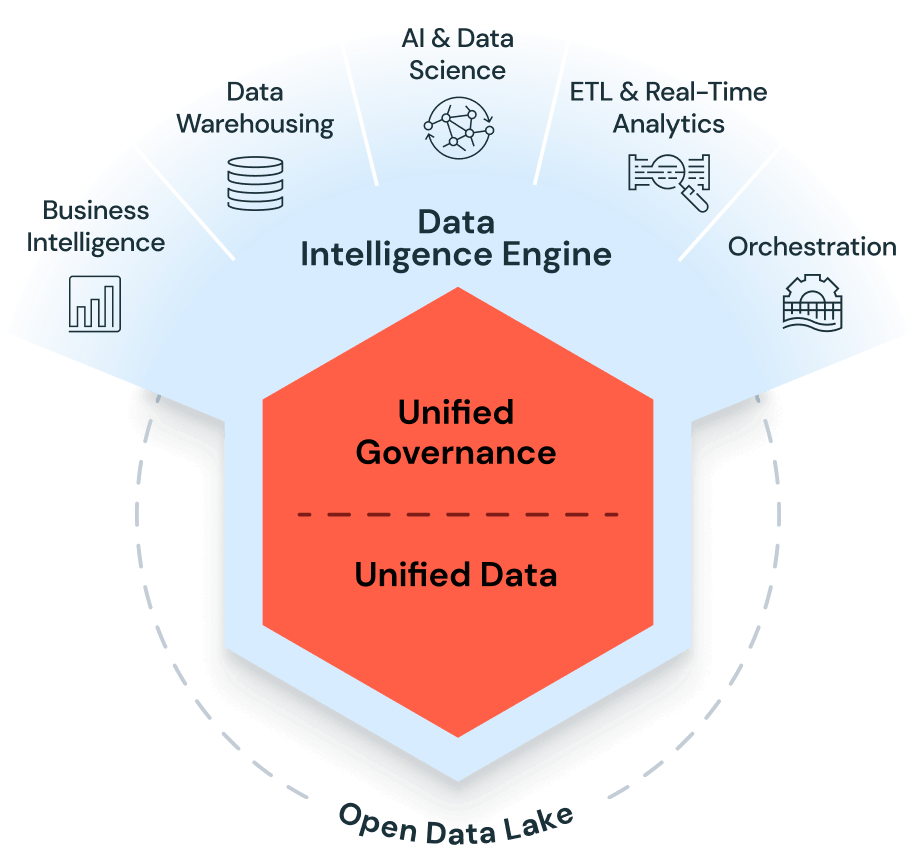 AI & Data
Science
Data
Warehousing
ETL & Real-Time
Analytics
Business
Intelligence
Orchestration
Data
Intelligence Engine
Unified
Governance
Unified Data
Open Data Lake